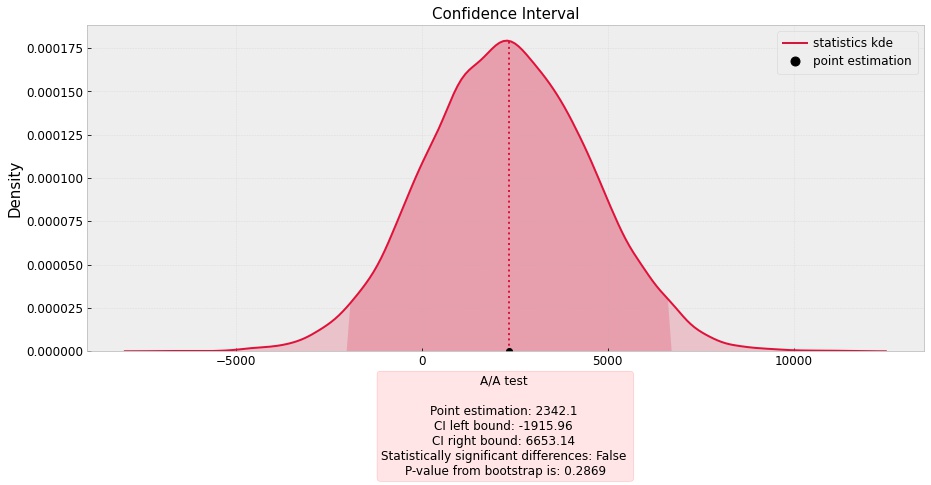 Confidence Interval
statistics kde
point estimation
Density
0.000175
0.000150
0.000125
0.000100
0.000075
0.000050
0.000025
0.000000
−5000
0
5000
10000
A/A test
Point estimation: 2342.1
CI left bound: -1915.96
CI right bound: 6653.14
Statistically significant differences: False
P-value from bootstrap is: 0.2869